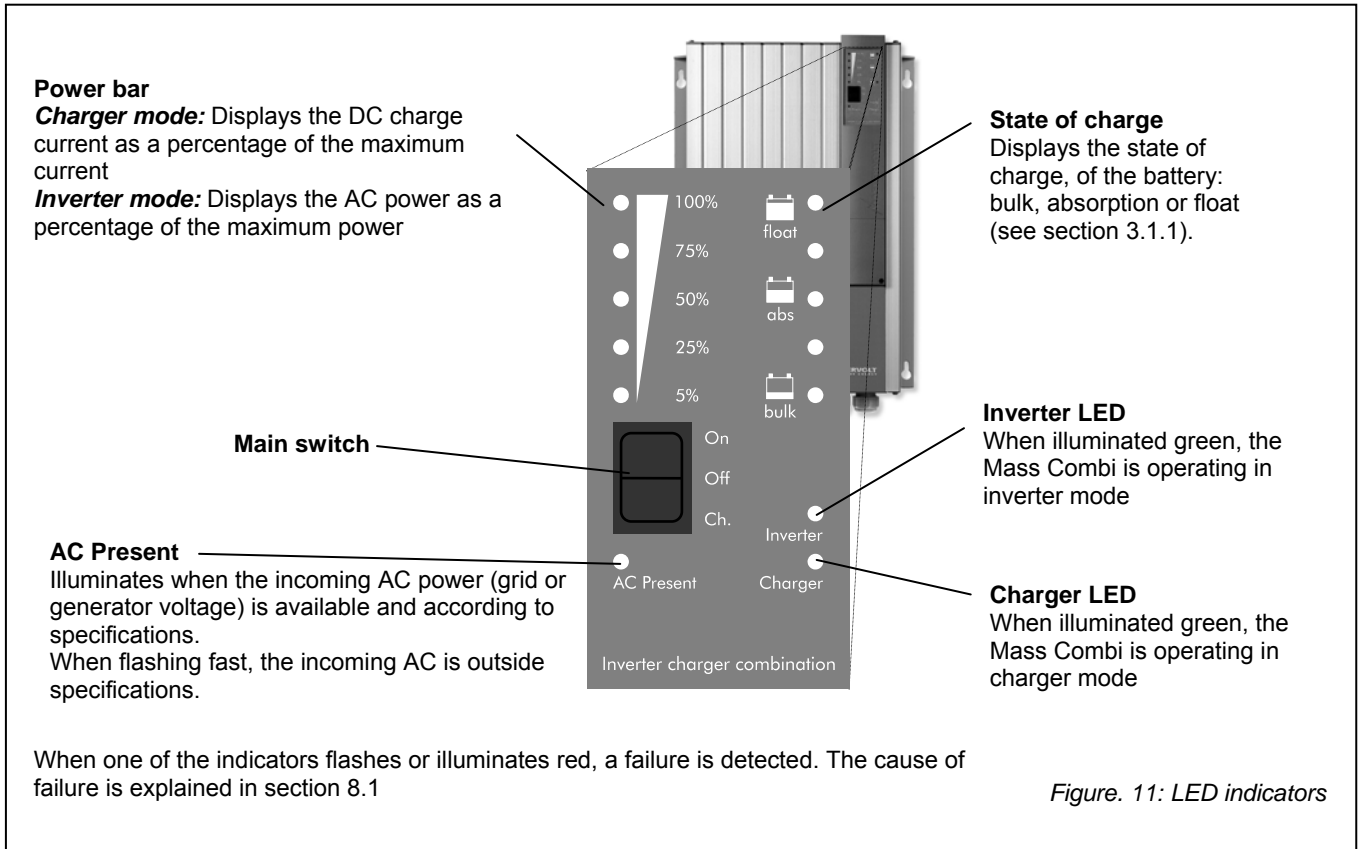 Power bar
Charger mode: Displays the DC charge
current as a percentage of the maximum
current
Inverter mode: Displays the AC power as a
percentage of the maximum power
State of charge
Displays the state of
charge, of the battery:
bulk, absorption or float
(see section 3.1.1).
100%
float
75%
50%
abs
25%
5%
bulk
Main switch
On
Off
Ch.
Inverter
AC Present
Charger
Inverter charger combination
Inverter LED
When illuminated green, the
Mass Combi is operating in
inverter mode
AC Present
Illuminates when the incoming AC power (grid or
generator voltage) is available and according to
specifications.
When flashing fast, the incoming AC is outside
specifications.
Charger LED
When illuminated green, the
Mass Combi is operating in
charger mode
When one of the indicators flashes or illuminates red, a failure is detected. The cause of
failure is explained in section 8.1
Figure. 11: LED indicators